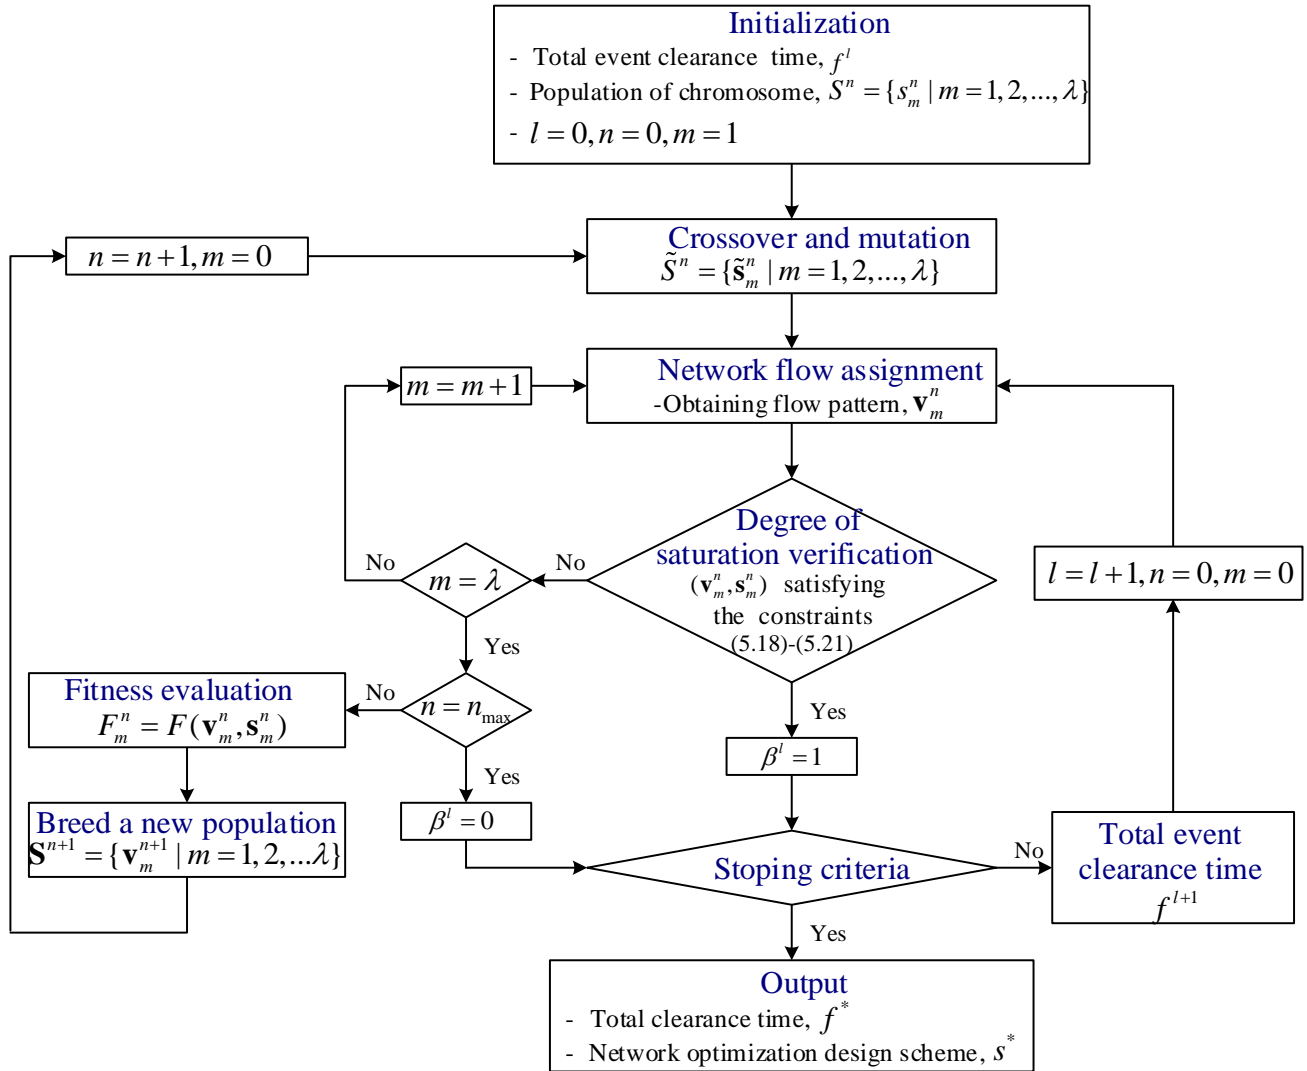 Initialization
- Total event clearance time, f^l
- Population of chromosome, S^n = {s_m^n | m = 1, 2, ..., λ}
- l = 0, n = 0, m = 1
n = n+1, m = 0
Crossover and mutation
S̃^n = {s̃_m^n | m = 1, 2, ..., λ}
m = m+1
Network flow assignment
-Obtaining flow pattern, v_m^n
Degree of
saturation verification
(v_m^n, s_m^n) satisfying
the constraints
(5.18)-(5.21)
No
m = λ
No
Yes
l = l+1, n = 0, m = 0
Fitness evaluation
F_m^n = F(v_m^n, s_m^n)
No
n = n_max
Yes
Yes
β^l = 1
Breed a new population
S^{n+1} = {v_m^{n+1} | m = 1, 2, ...λ}
β^l = 0
Stoping criteria
No
Total event
clearance time
f^{l+1}
Yes
Output
- Total clearance time, f^*
- Network optimization design scheme, s^*